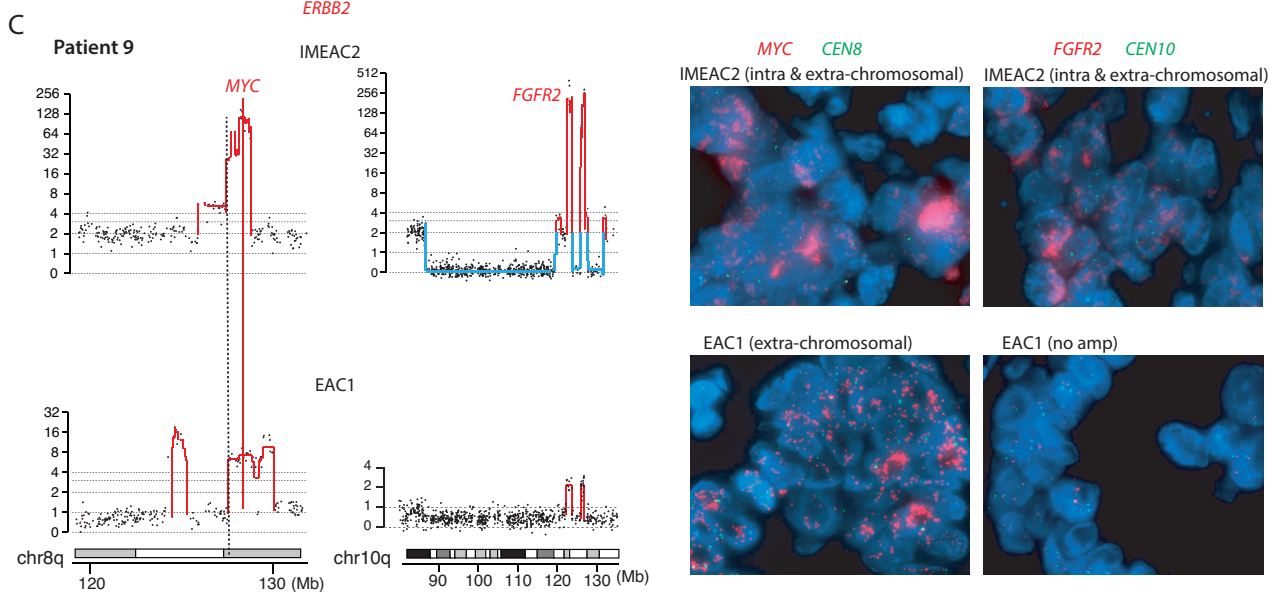 ERBB2
C
Patient 9
IMEAC2
MYC
256
128
64
32
16
8
4
2
1
0
FGFR2
512
256
128
64
32
16
8
4
2
1
0
EAC1
32
16
8
4
2
1
0
4
2
1
0
chr8q
120
130 (Mb)
chr10q
90 100 110 120 130 (Mb)
MYC CEN8
IMEAC2 (intra & extra-chromosomal)
FGFR2 CEN10
IMEAC2 (intra & extra-chromosomal)
EAC1 (extra-chromosomal)
EAC1 (no amp)